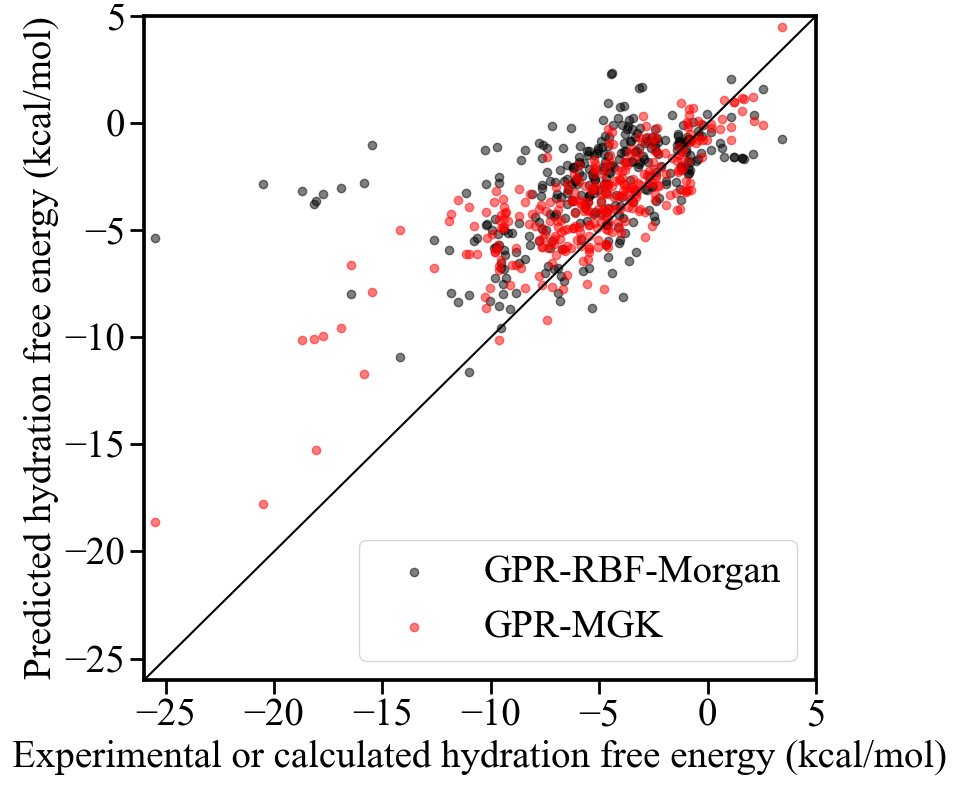 Predicted hydration free energy (kcal/mol)
5
0
−5
−10
−15
−20
−25
GPR-RBF-Morgan
GPR-MGK
−25 −20 −15 −10 −5 0 5
Experimental or calculated hydration free energy (kcal/mol)